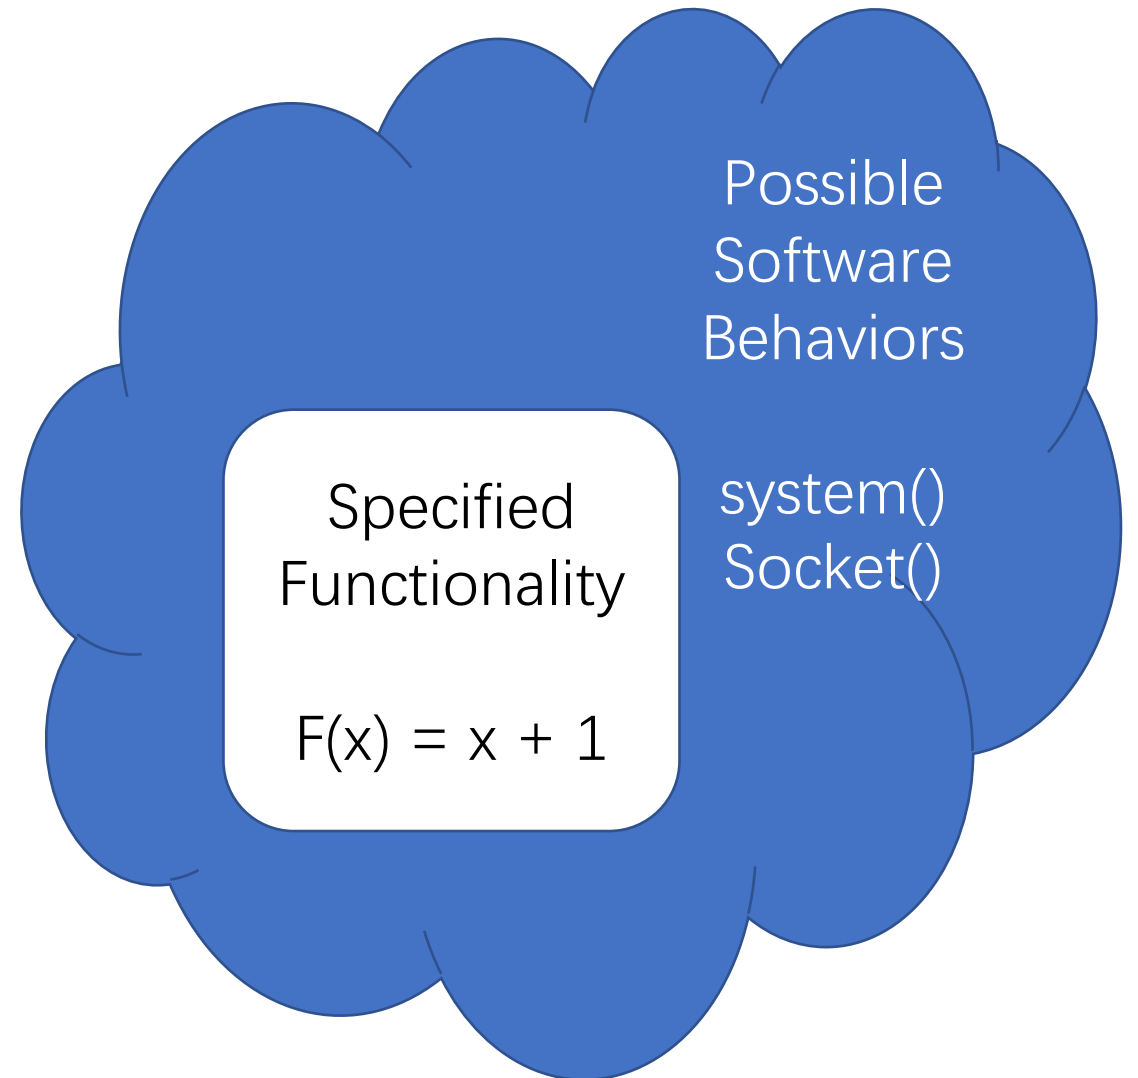 Possible
Software
Behaviors
system()
Socket()
Specified
Functionality
F(x) = x + 1